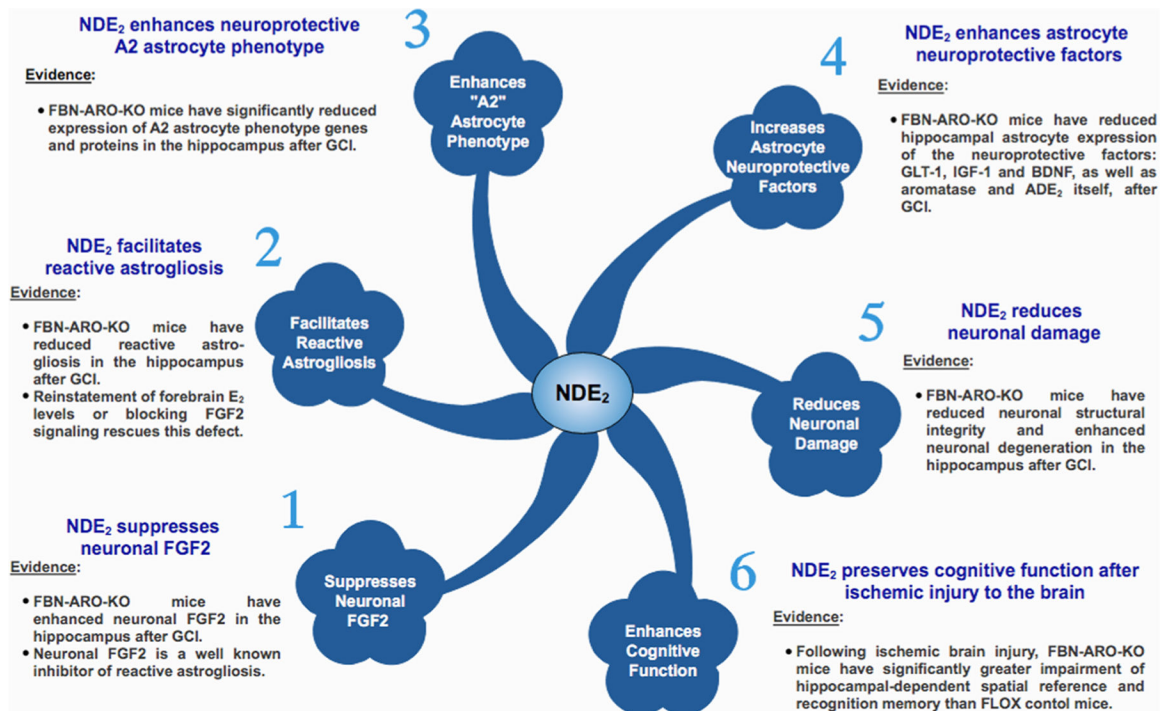 NDE₂ enhances neuroprotective
A2 astrocyte phenotype
Evidence:
• FBN-ARO-KO mice have significantly reduced
expression of A2 astrocyte phenotype genes
and proteins in the hippocampus after GCI.
3
Enhances
"A2"
Astrocyte
Phenotype
4
Increases
Astrocyte
Neuroprotective
Factors
NDE₂ enhances astrocyte
neuroprotective factors
Evidence:
• FBN-ARO-KO mice have reduced
hippocampal astrocyte expression
of the neuroprotective factors:
GLT-1, IGF-1 and BDNF, as well as
aromatase and ADE₂ itself, after
GCI.
NDE₂ facilitates
reactive astrogliosis
Evidence:
• FBN-ARO-KO mice have
reduced reactive astro-
gliosis in the hippocampus
after GCI.
• Reinstatement of forebrain E₂
levels or blocking FGF2
signaling rescues this defect.
2
Facilitates
Reactive
Astrogliosis
NDE₂
5
Reduces
Neuronal
Damage
NDE₂ reduces
neuronal damage
Evidence:
• FBN-ARO-KO mice have
reduced neuronal structural
integrity and enhanced
neuronal degeneration in the
hippocampus after GCI.
NDE₂ suppresses
neuronal FGF2
Evidence:
• FBN-ARO-KO mice have
enhanced neuronal FGF2 in the
hippocampus after GCI.
• Neuronal FGF2 is a well known
inhibitor of reactive astrogliosis.
1
Suppresses
Neuronal
FGF2
6
Enhances
Cognitive
Function
NDE₂ preserves cognitive function after
ischemic injury to the brain
Evidence:
• Following ischemic brain injury, FBN-ARO-KO
mice have significantly greater impairment of
hippocampal-dependent spatial reference and
recognition memory than FLOX contol mice.